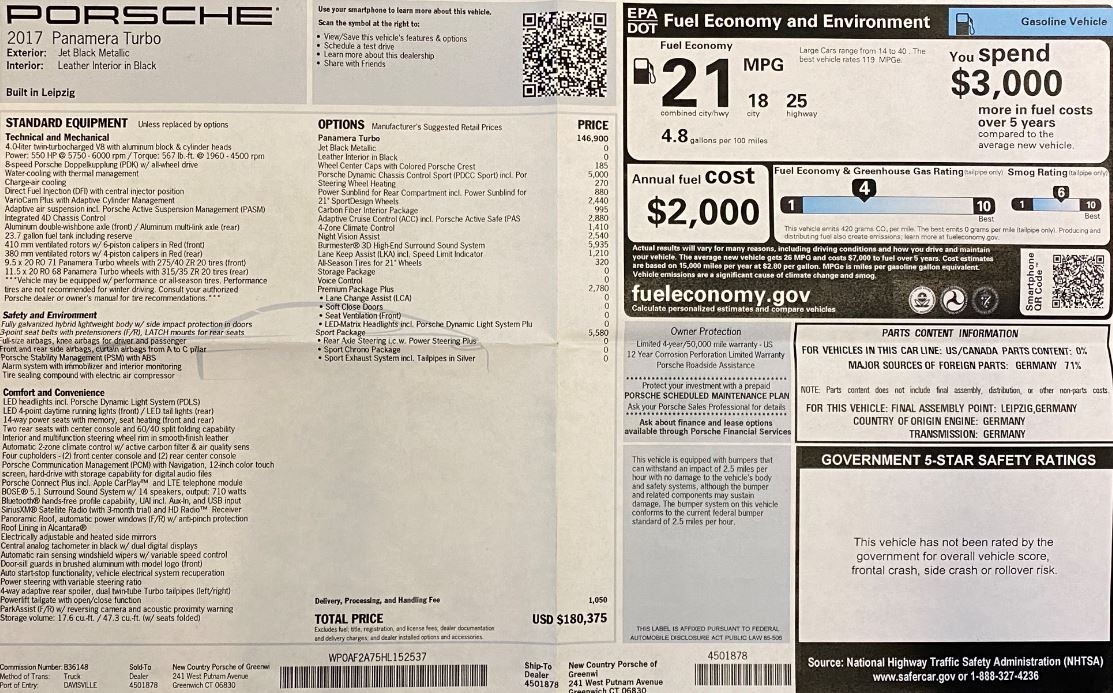 PORSCHE
2017 Panamera Turbo
Exterior: Jet Black Metallic
Interior: Leather Interior in Black
Built in Leipzig
Use your smartphone to learn more about this vehicle.
Scan the symbol at the right to:
• View/Save this vehicle's features & options
• Schedule a test drive
• Learn more about this dealership
• Share with Friends
STANDARD EQUIPMENT Unless replaced by options
Technical and Mechanical
4.0-liter twin-turbocharged V8 with aluminum block & cylinder heads
Power: 550 HP @ 5750 - 6000 rpm / Torque: 567 lb.-ft. @ 1960 - 4500 rpm
8-speed Porsche Doppelkupplung (PDK) w/ all-wheel drive
Water-cooling with thermal management
Charge-air cooling
Direct Fuel Injection (DFI) with central injector position
VarioCam Plus with Adaptive Cylinder Management
Adaptive air suspension incl. Porsche Active Suspension Management (PASM)
Integrated 4D Chassis Control
Aluminum double-wishbone axle (front) / Aluminum multi-link axle (rear)
23.7 gallon fuel tank including reserve
410 mm ventilated rotors w/ 6-piston calipers in Red (front)
380 mm ventilated rotors w/ 4-piston calipers in Red (rear)
9.5 x 20 RO 71 Panamera Turbo wheels with 275/40 ZR 20 tires (front)
11.5 x 20 RO 68 Panamera Turbo wheels with 315/35 ZR 20 tires (rear)
***Vehicle may be equipped w/ performance or all-season tires. Performance
tires are not recommended for winter driving. Consult your authorized
Porsche dealer or owner's manual for tire recommendations.***
Safety and Environment
Fully galvanized hybrid lightweight body w/ side impact protection in doors
3-point seat belts with pretensioners (F/R), LATCH mounts for rear seats
Full-size airbags, knee airbags for driver and passenger
Front and rear side airbags, curtain airbags from A to C pillar
Porsche Stability Management (PSM) with ABS
Alarm system with immobilizer and interior monitoring
Tire sealing compound with electric air compressor
Comfort and Convenience
LED headlights incl. Porsche Dynamic Light System (PDLS)
LED 4-point daytime running lights (front) / LED tail lights (rear)
14-way power seats with memory, seat heating (front and rear)
Two rear seats with center console and 60/40 split folding capability
Interior and multifunction steering wheel rim in smooth-finish leather
Automatic 2-zone climate control w/ active carbon filter & air quality sens
Four cupholders - (2) front center console and (2) rear center console
Porsche Communication Management (PCM) with Navigation, 12-inch color touch
screen, hard-drive with storage capability for digital audio files
Porsche Connect Plus incl. Apple CarPlay™ and LTE telephone module
BOSE® 5.1 Surround Sound System w/ 14 speakers, output: 710 watts
Bluetooth® hands-free profile capability, UAI incl. Aux-In, and USB input
SiriusXM® Satellite Radio (with 3-month trial) and HD Radio™ Receiver
Panoramic Roof, automatic power windows (F/R) w/ anti-pinch protection
Roof Lining in Alcantara®
Electrically adjustable and heated side mirrors
Central analog tachometer in black w/ dual digital displays
Automatic rain sensing windshield wipers w/ variable speed control
Door-sill guards in brushed aluminum with model logo (front)
Auto start-stop functionality, vehicle electrical system recuperation
Power steering with variable steering ratio
4-way adaptive rear spoiler, dual twin-tube Turbo tailpipes (left/right)
Powerlift tailgate with open/close function
ParkAssist (F/R) w/ reversing camera and acoustic proximity warning
Storage volume: 17.6 cu.-ft. / 47.3 cu.-ft. (w/ seats folded)
OPTIONS Manufacturer's Suggested Retail Prices PRICE
Panamera Turbo 146,900
Jet Black Metallic 0
Leather Interior in Black 0
Wheel Center Caps with Colored Porsche Crest 185
Porsche Dynamic Chassis Control Sport (PDCC Sport) incl. Por 5,000
Steering Wheel Heating 270
Power Sunblind for Rear Compartment incl. Power Sunblind for 880
21" SportDesign Wheels 2,440
Carbon Fiber Interior Package 995
Adaptive Cruise Control (ACC) incl. Porsche Active Safe (PAS 2,880
4-Zone Climate Control 1,410
Night Vision Assist 2,540
Burmester® 3D High-End Surround Sound System 5,935
Lane Keep Assist (LKA) incl. Speed Limit Indicator 1,210
All-Season Tires for 21" Wheels 320
Storage Package 0
Voice Control 0
Premium Package Plus 2,780
• Lane Change Assist (LCA) 0
• Soft Close Doors 0
• Seat Ventilation (Front) 0
• LED-Matrix Headlights incl. Porsche Dynamic Light System Plu 0
Sport Package 5,580
• Rear Axle Steering i.c.w. Power Steering Plus 0
• Sport Chrono Package 0
• Sport Exhaust System incl. Tailpipes in Silver 0
Delivery, Processing, and Handling Fee 1,050
TOTAL PRICE USD $180,375
Excludes fuel, title, registration, and license fees, dealer documentation
and delivery charges, and dealer installed options and accessories.
Commission Number: B36148
Method of Trans: Truck
Port of Entry: DAVISVILLE
Sold-To
Dealer
4501878
New Country Porsche of Greenwi
241 West Putnam Avenue
Greenwich CT 06830
WP0AF2A75HL152537
Ship-To
Dealer
4501878
New Country Porsche of
Greenwi
241 West Putnam Avenue
Greenwich CT 06830
4501878
EPA
DOT
Fuel Economy and Environment
Gasoline Vehicle
Fuel Economy
21 MPG
combined city/hwy
18 city
25 highway
4.8 gallons per 100 miles
Large Cars range from 14 to 40 . The
best vehicle rates 119 MPGe.
You spend
$3,000
more in fuel costs
over 5 years
compared to the
average new vehicle.
Annual fuel cost
$2,000
Fuel Economy & Greenhouse Gas Rating (tailpipe only)
4
1 10
Best
Smog Rating (tailpipe only)
6
1 10
Best
This vehicle emits 420 grams CO₂ per mile. The best emits 0 grams per mile (tailpipe only). Producing and
distributing fuel also create emissions; learn more at fueleconomy.gov.
Actual results will vary for many reasons, including driving conditions and how you drive and maintain
your vehicle. The average new vehicle gets 26 MPG and costs $7,000 to fuel over 5 years. Cost estimates
are based on 15,000 miles per year at $2.80 per gallon. MPGe is miles per gasoline gallon equivalent.
Vehicle emissions are a significant cause of climate change and smog.
fueleconomy.gov
Calculate personalized estimates and compare vehicles
Smartphone
QR Code™
Owner Protection
Limited 4-year/50,000 mile warranty - US
12 Year Corrosion Perforation Limited Warranty
Porsche Roadside Assistance
Protect your investment with a prepaid
PORSCHE SCHEDULED MAINTENANCE PLAN
Ask your Porsche Sales Professional for details
Ask about finance and lease options
available through Porsche Financial Services
This vehicle is equipped with bumpers that
can withstand an impact of 2.5 miles per
hour with no damage to the vehicle's body
and safety systems, although the bumper
and related components may sustain
damage. The bumper system on this vehicle
conforms to the current federal bumper
standard of 2.5 miles per hour.
THIS LABEL IS AFFIXED PURSUANT TO FEDERAL
AUTOMOBILE DISCLOSURE ACT PUBLIC LAW 85-506
PARTS CONTENT INFORMATION
FOR VEHICLES IN THIS CAR LINE: US/CANADA PARTS CONTENT: 0%
MAJOR SOURCES OF FOREIGN PARTS: GERMANY 71%
NOTE: Parts content does not include final assembly, distribution, or other non-parts costs.
FOR THIS VEHICLE: FINAL ASSEMBLY POINT: LEIPZIG,GERMANY
COUNTRY OF ORIGIN ENGINE: GERMANY
TRANSMISSION: GERMANY
GOVERNMENT 5-STAR SAFETY RATINGS
This vehicle has not been rated by the
government for overall vehicle score,
frontal crash, side crash or rollover risk.
Source: National Highway Traffic Safety Administration (NHTSA)
www.safercar.gov or 1-888-327-4236